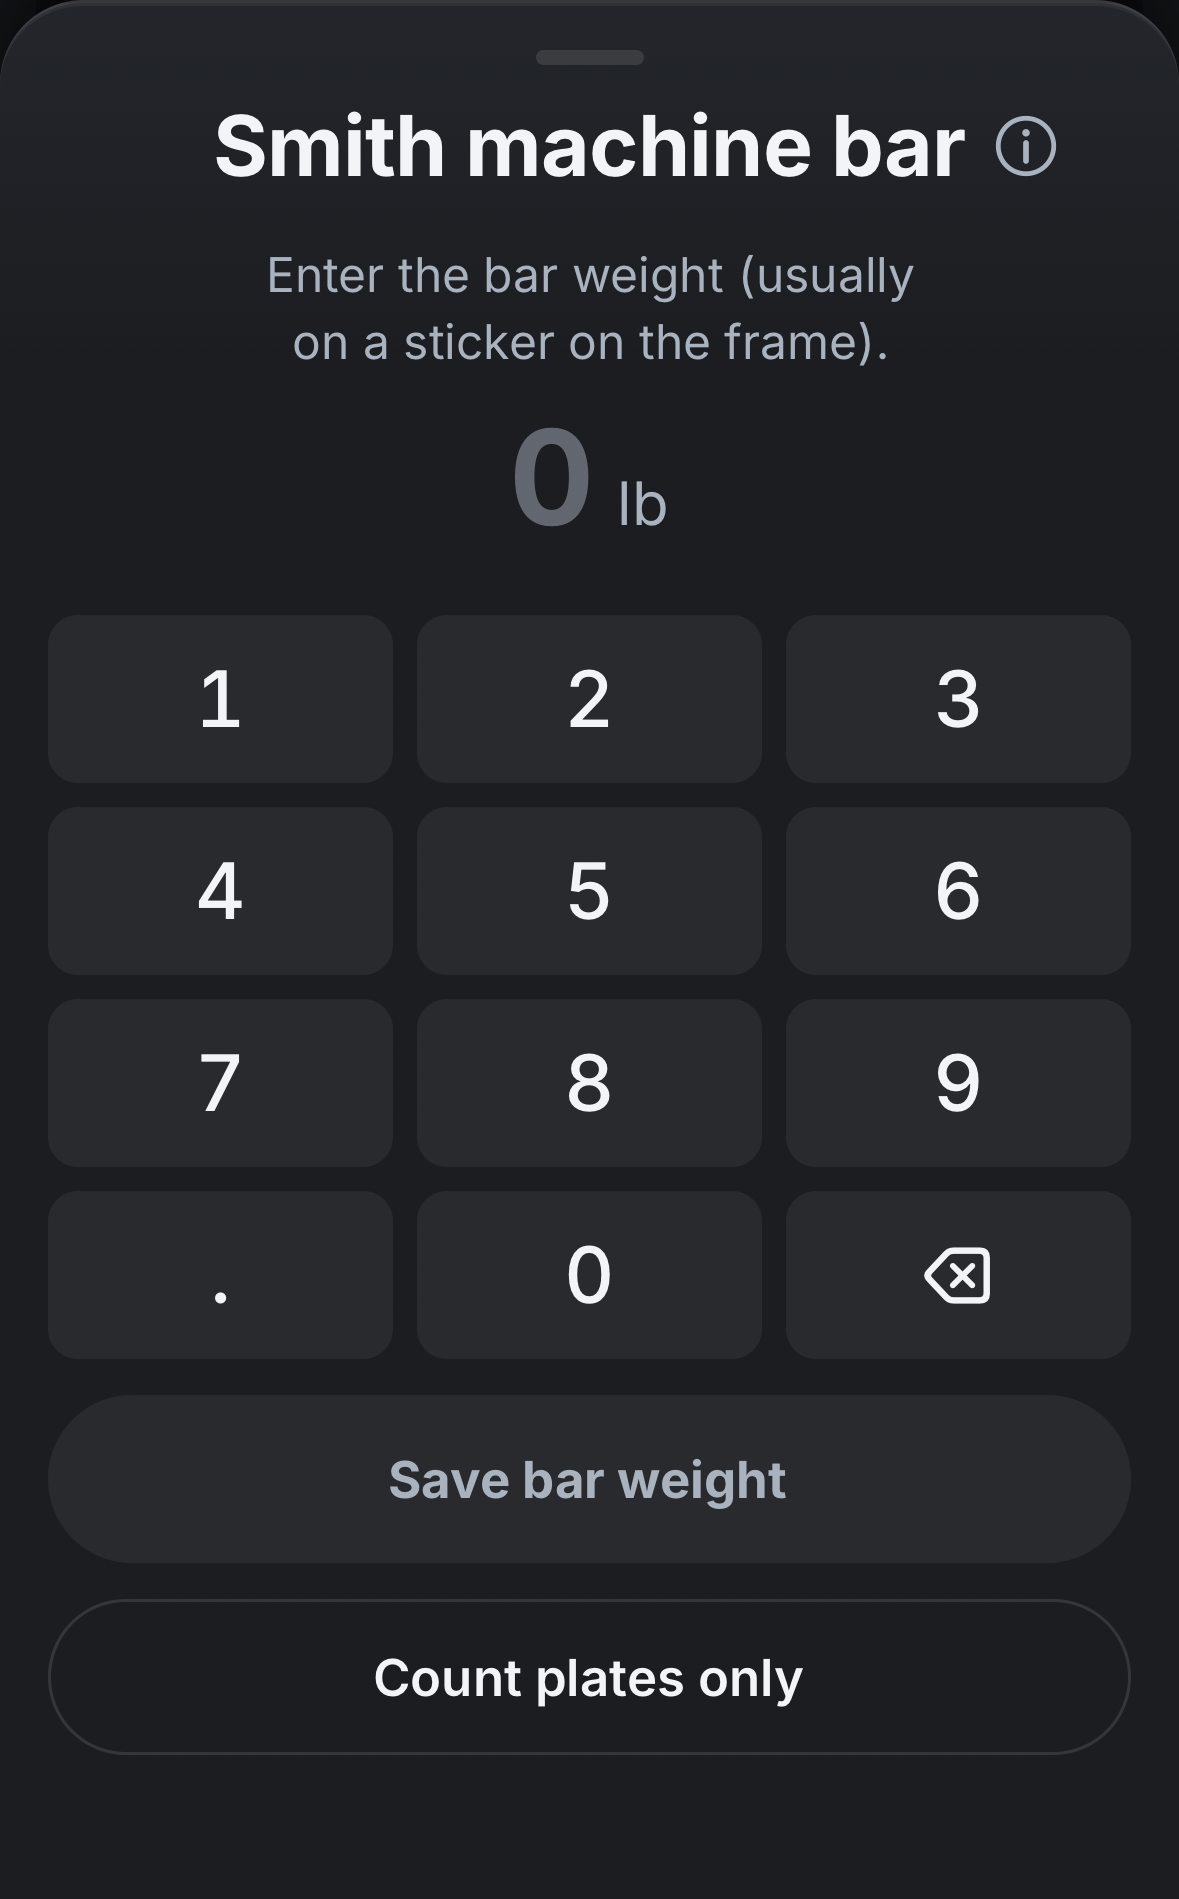 Smith machine bar
Enter the bar weight (usually
on a sticker on the frame).
0 lb
1 2 3
4 5 6
7 8 9
. 0
Save bar weight
Count plates only